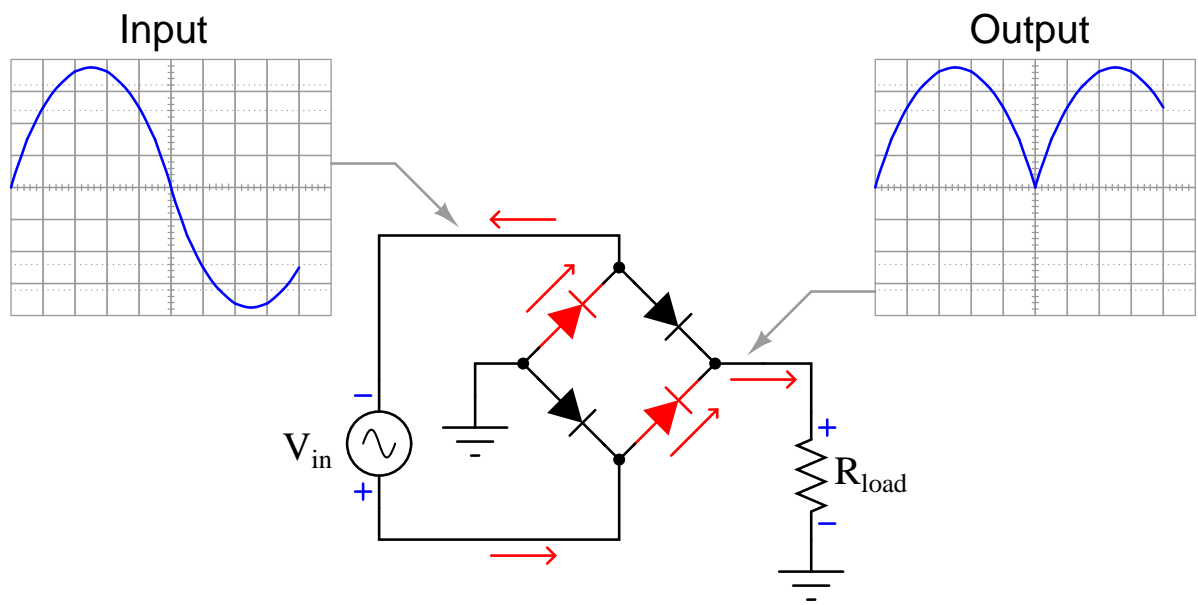 Input
Output
−
V_in
+
+
R_load
−